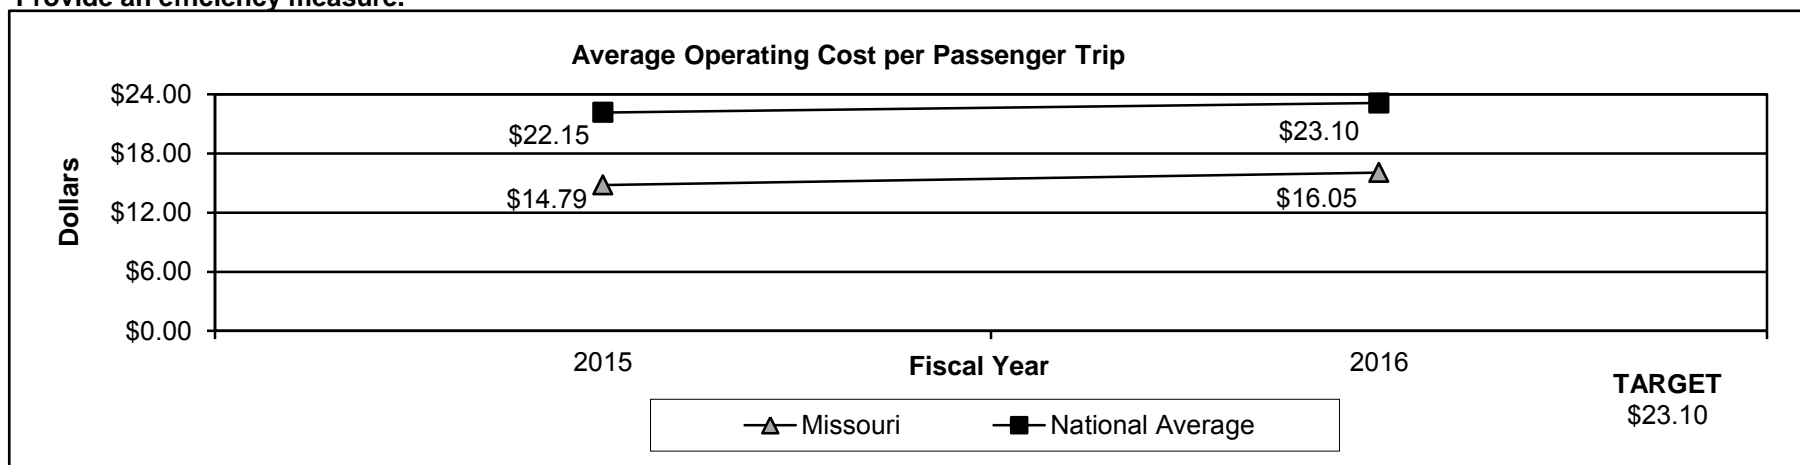 Provide an efficiency measure.
Average Operating Cost per Passenger Trip
$24.00
$22.15
$23.10
$18.00
Dollars
$14.79
$16.05
$12.00
$6.00
$0.00
2015
Fiscal Year
2016
TARGET
$23.10
Missouri
National Average